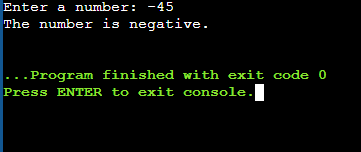 Enter a number: -45
The number is negative.
...Program finished with exit code 0
Press ENTER to exit console.